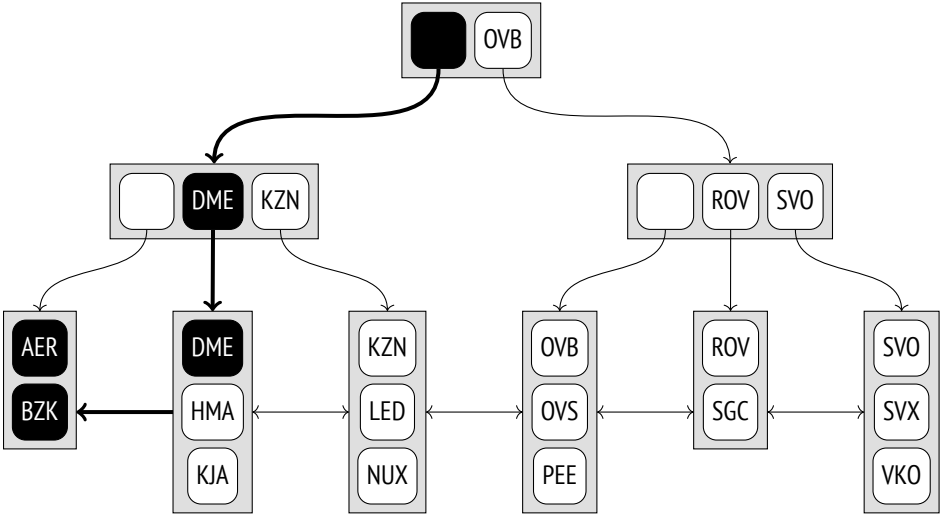 OVB
DME KZN ROV SVO
AER DME KZN OVB ROV SVO
BZK HMA LED OVS SGC SVX
KJA NUX PEE VKO